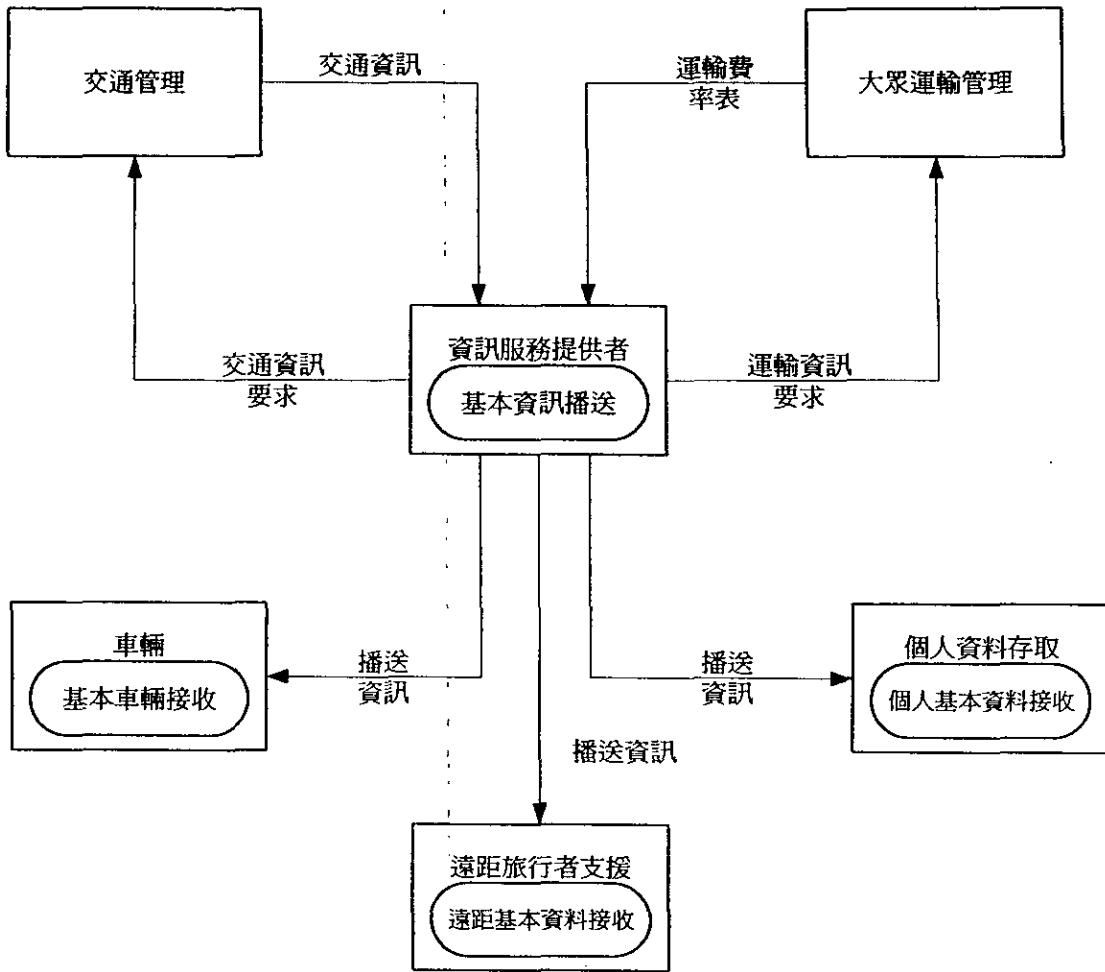 交通管理
交通資訊
運輸費
率表
大眾運輸管理
交通資訊
要求
資訊服務提供者
基本資訊播送
運輸資訊
要求
車輛
基本車輛接收
播送
資訊
播送
資訊
個人資料存取
個人基本資料接收
播送資訊
遠距旅行者支援
遠距基本資料接收